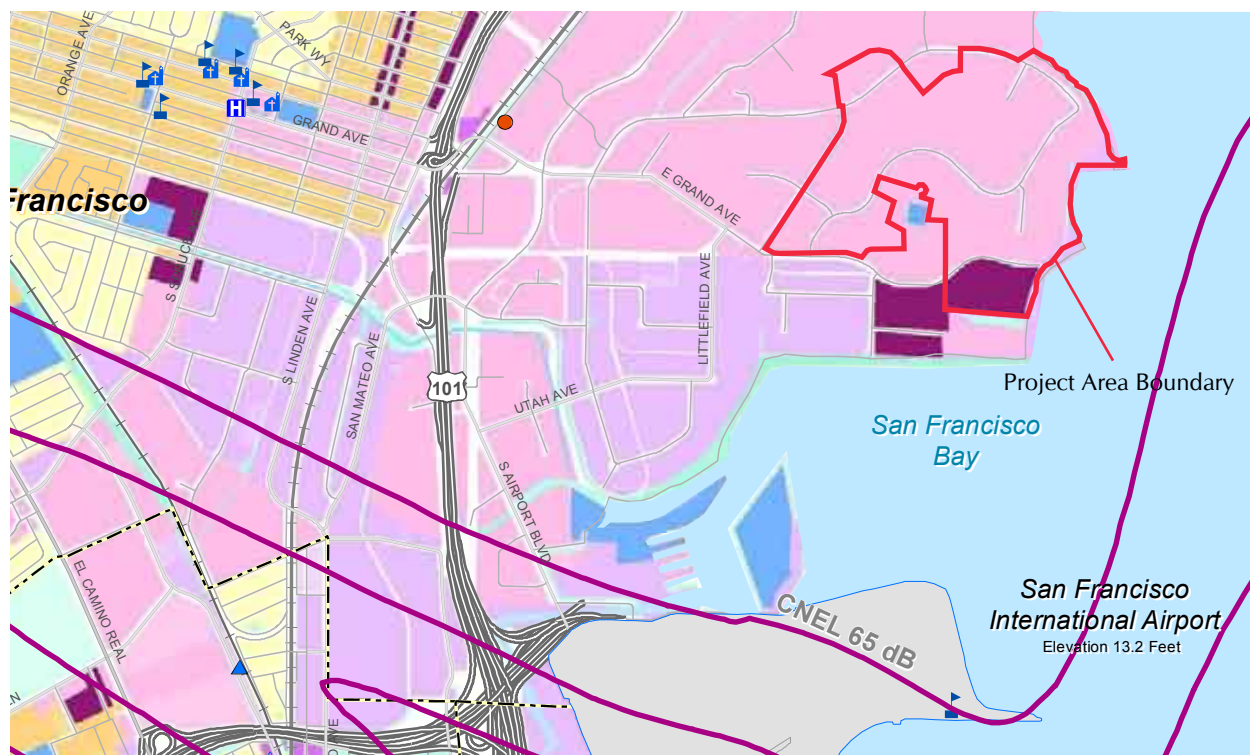 ORANGE AVE
PARK WY
H
GRAND AVE
E GRAND AVE
Francisco
S SPRUCE
S LINDEN AVE
SAN MATEO AVE
LITTLEFIELD AVE
101
UTAH AVE
Project Area Boundary
San Francisco
Bay
S AIRPORT BLVD
EL CAMINO REAL
CNEL 65 dB
San Francisco
International Airport
Elevation 13.2 Feet